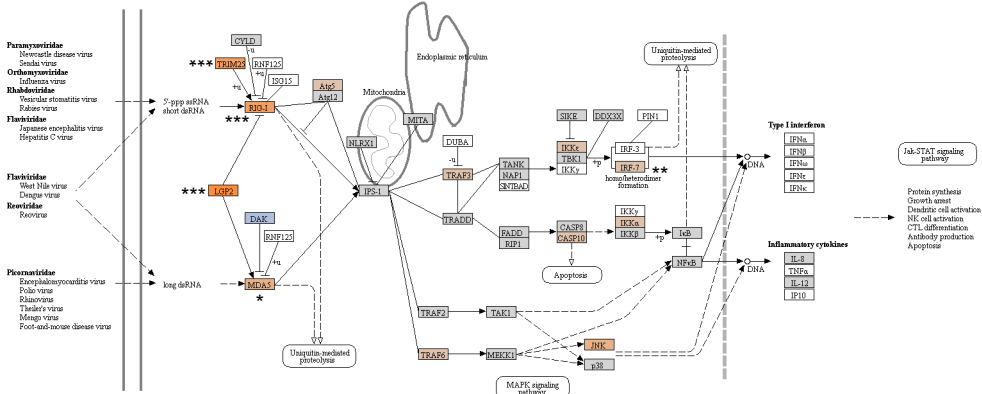 Paramyxoviridae
Newcastle disease virus
Sendai virus
Orthomyxoviridae
Influenza virus
Rhabdoviridae
Vesicular stomatitis virus
Rabies virus
Flaviviridae
Japanese encephalitis virus
Hepatitis C virus
Flaviviridae
West Nile virus
Dengue virus
Reoviridae
Reovirus
Picornaviridae
Encephalomyocarditis virus
Polio virus
Rhinovirus
Theiler's virus
Mengo virus
Foot-and-mouse disease virus
5'-ppp ssRNA
short dsRNA
long dsRNA
CYLD
-u
*** TRIM25
RNF125
+u
+u
ISG15
RIG-I
***
*** LGP2
DAK
RNF125
+u
MDA5
*
Uniquitin-mediated
proteolysis
Atg5
Atg12
Mitochondria
Endoplasmic reticulum
MITA
NLRX1
IPS-1
DUBA
-u
TRAF3
TRADD
TANK
NAP1
SINTBAD
FADD
RIP1
TRAF2
TAK1
TRAF6
MEKK1
MAPK signaling
pathway
SIKE
DDX3X
PIN1
IKKε
TBK1
IKKγ
+p
IRF-3
IRF-7
**
homo/heterodimer
formation
Uniquitin-mediated
proteolysis
CASP8
CASP10
Apoptosis
IKKγ
IKKα
IKKβ
+p
IκB
NFκB
JNK
p38
DNA
DNA
Type I interferon
IFNα
IFNβ
IFNω
IFNε
IFNκ
Inflammatory cytokines
IL-8
TNFα
IL-12
IP10
Jak-STAT signaling
pathway
Protein synthesis
Growth arrest
Dendritic cell activation
NK cell activation
CTL differentiation
Antibody production
Apoptosis